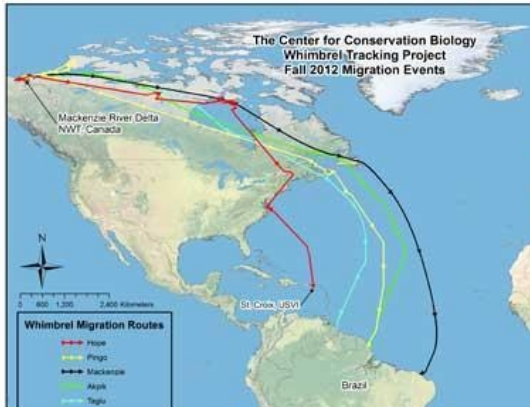 The Center for Conservation Biology
Whimbrel Tracking Project
Fall 2012 Migration Events
Mackenzie River Delta
NWT, Canada
N
0 600 1,200 2,400 Kilometers
St. Croix, USVI
Whimbrel Migration Routes
Hope
Pingo
Mackenzie
Akpik
Taglu
Brazil